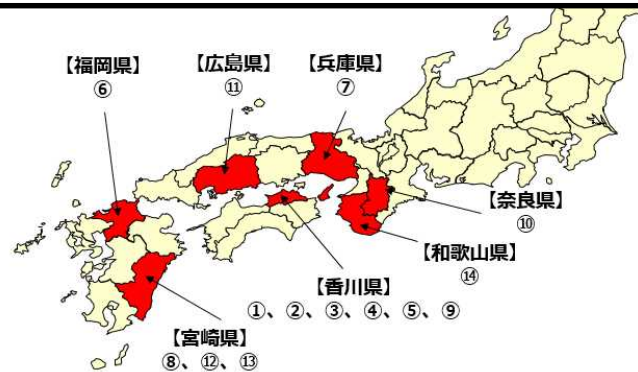 【福岡県】
⑥
【広島県】
⑪
【兵庫県】
⑦
【奈良県】
⑩
【和歌山県】
⑭
【香川県】
①、②、③、④、⑤、⑨
【宮崎県】
⑧、⑫、⑬